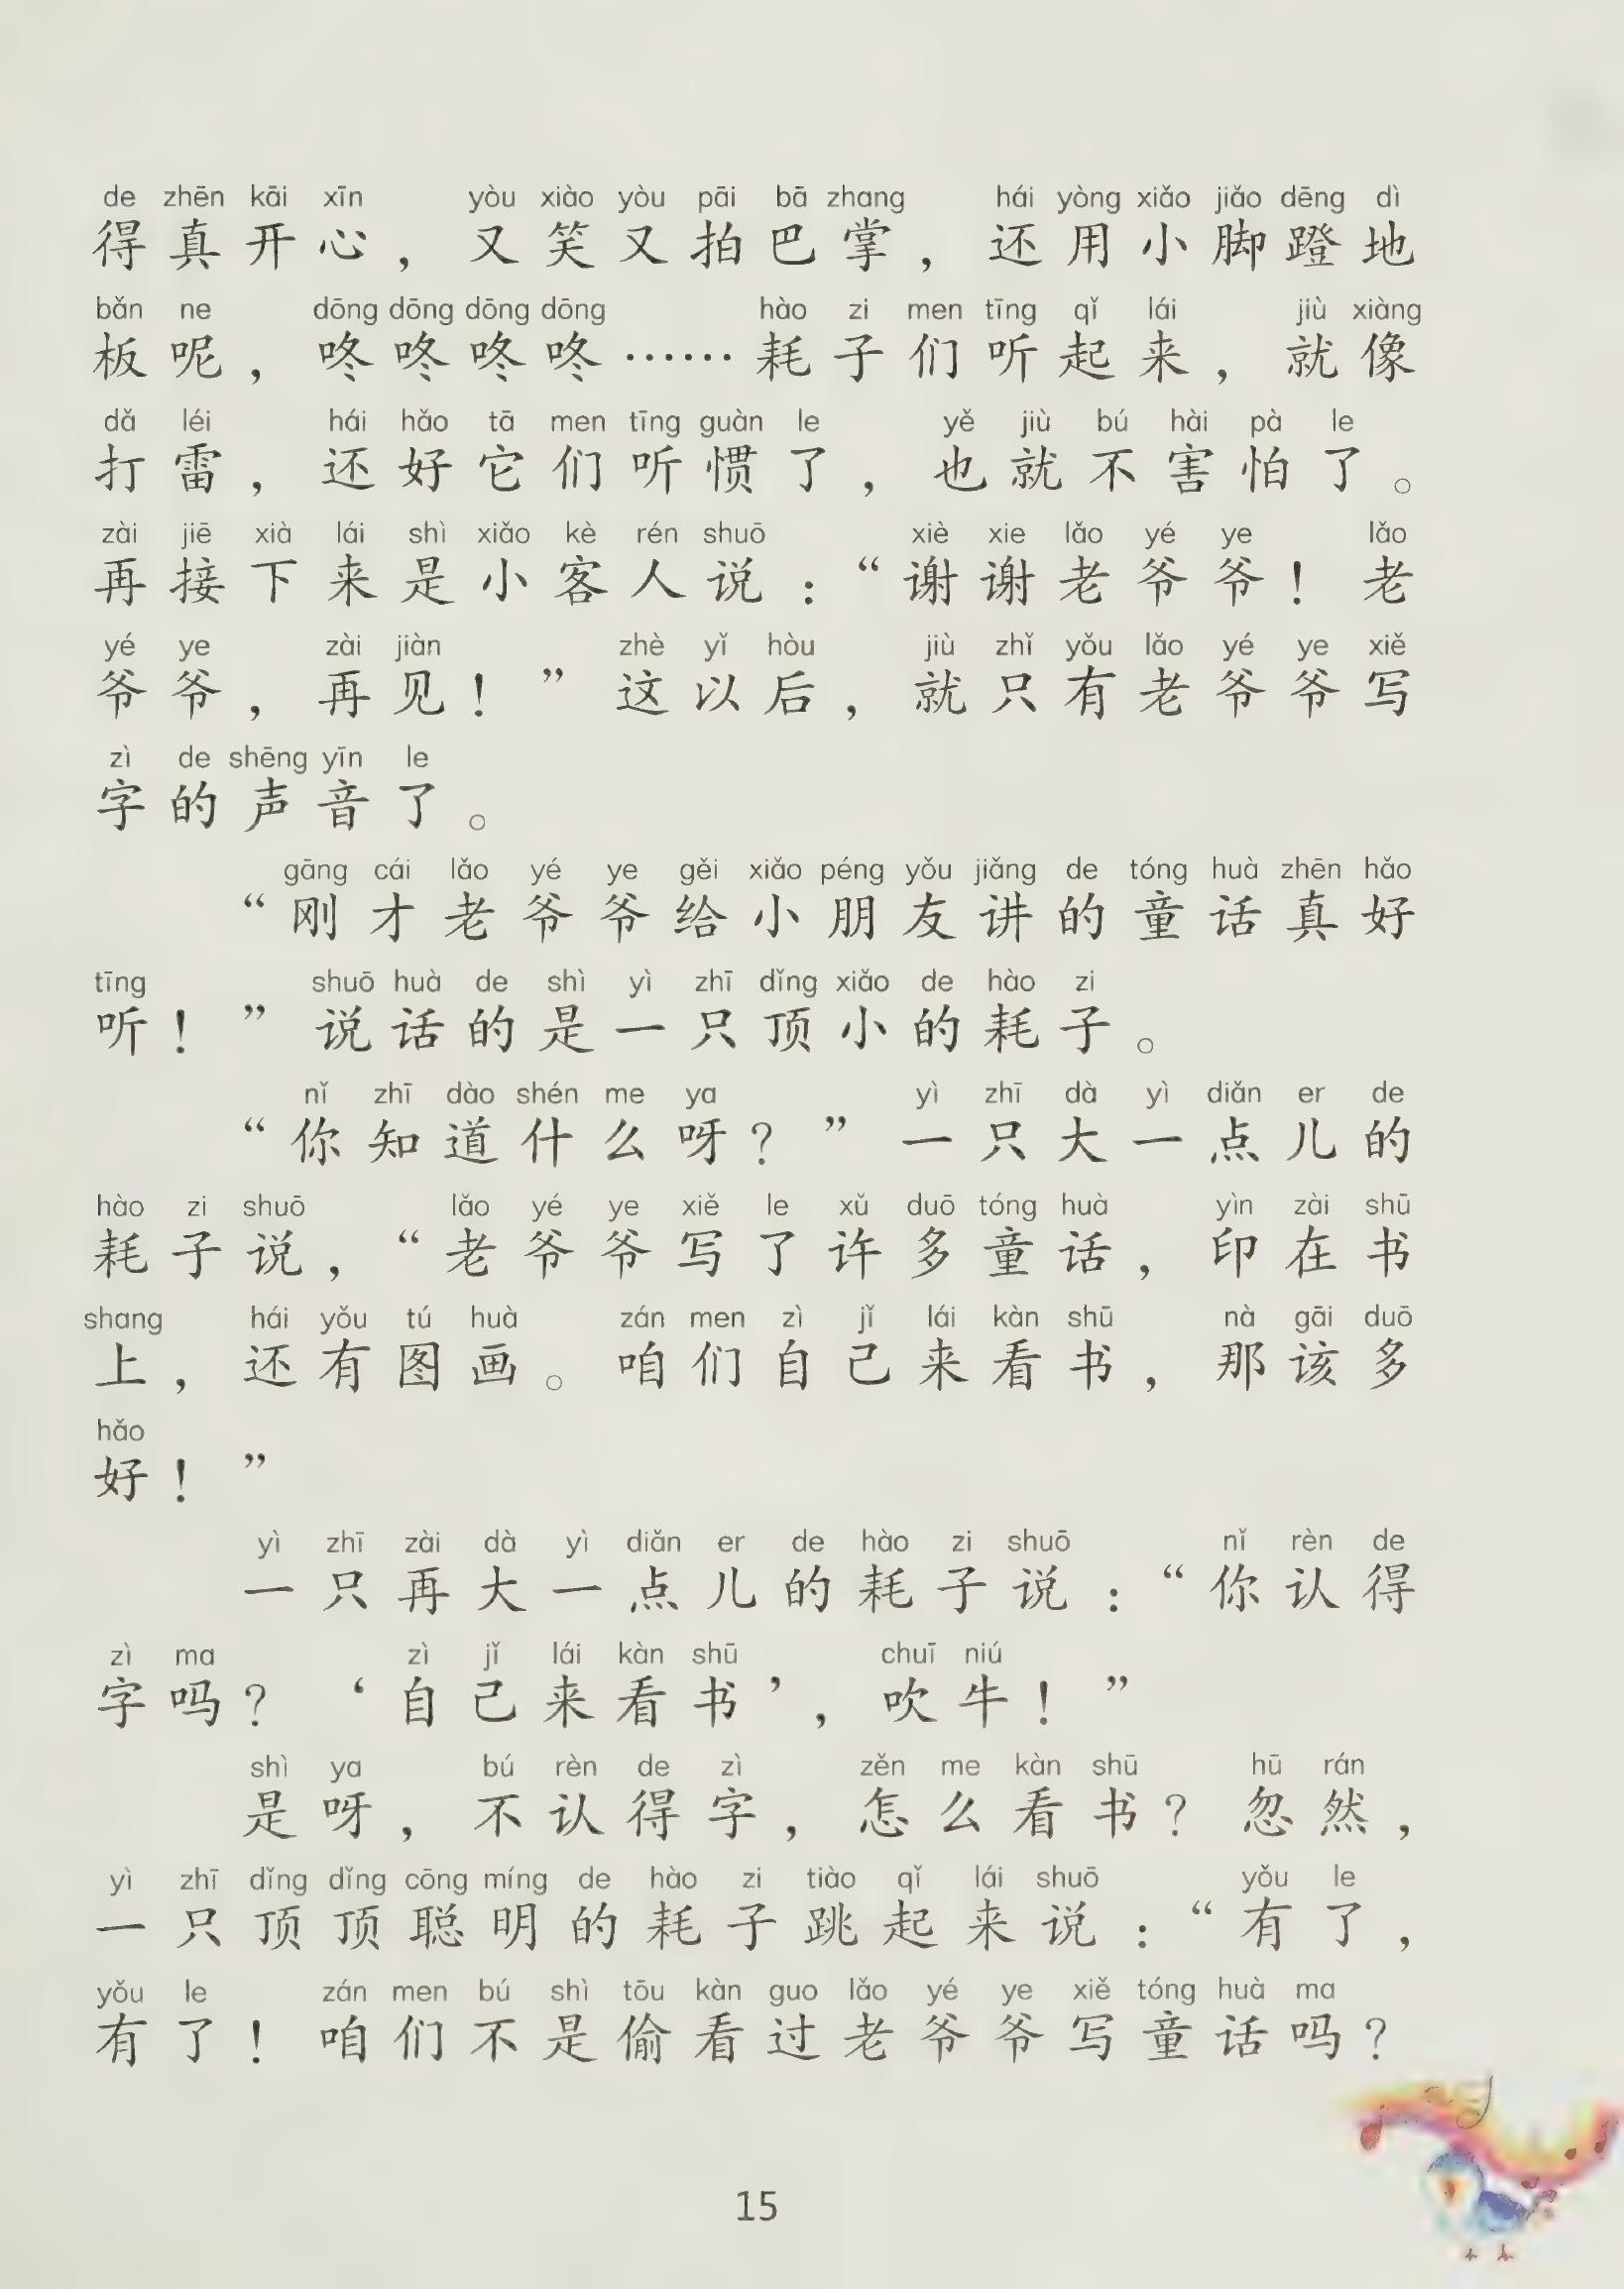 de zhēn kāi xīn yòu xiào yòu pāi bā zhang hái yòng xiǎo jiǎo dēng dì
得真开心，又笑又拍巴掌，还用小脚蹬地
bǎn ne dōng dōng dōng dōng hào zi men tīng qǐ lái jiù xiàng
板呢，咚咚咚咚……耗子们听起来，就像
dǎ léi hái hǎo tā men tīng guàn le yě jiù bú hài pà le
打雷，还好它们听惯了，也就不害怕了。
zài jiē xià lái shì xiǎo kè rén shuō xiè xie lǎo yé ye lǎo
再接下来是小客人说：“谢谢老爷爷！老
yé ye zài jiàn zhè yǐ hòu jiù zhǐ yǒu lǎo yé ye xiě
爷爷，再见！”这以后，就只有老爷爷写
zì de shēng yīn le
字的声音了。
gāng cái lǎo yé ye gěi xiǎo péng yǒu jiǎng de tóng huà zhēn hǎo
“刚才老爷爷给小朋友讲的童话真好
tīng shuō huà de shì yì zhī dǐng xiǎo de hào zi
听！”说话的是一只顶小的耗子。
nǐ zhī dào shén me ya yì zhī dà yì diǎn er de
“你知道什么呀？”一只大一点儿的
hào zi shuō lǎo yé ye xiě le xǔ duō tóng huà yìn zài shū
耗子说，“老爷爷写了许多童话，印在书
shang hái yǒu tú huà zán men zì jǐ lái kàn shū nà gāi duō
上，还有图画。咱们自己来看书，那该多
hǎo
好！”
yì zhī zài dà yì diǎn er de hào zi shuō nǐ rèn de
一只再大一点儿的耗子说：“你认得
zì ma zì jǐ lái kàn shū chuī niú
字吗？‘自己来看书’，吹牛！”
shì ya bú rèn de zì zěn me kàn shū hū rán
是呀，不认得字，怎么看书？忽然，
yì zhī dǐng dǐng cōng míng de hào zi tiào qǐ lái shuō yǒu le
一只顶顶聪明的耗子跳起来说：“有了，
yǒu le zán men bú shì tōu kàn guo lǎo yé ye xiě tóng huà ma
有了！咱们不是偷看过老爷爷写童话吗？
15